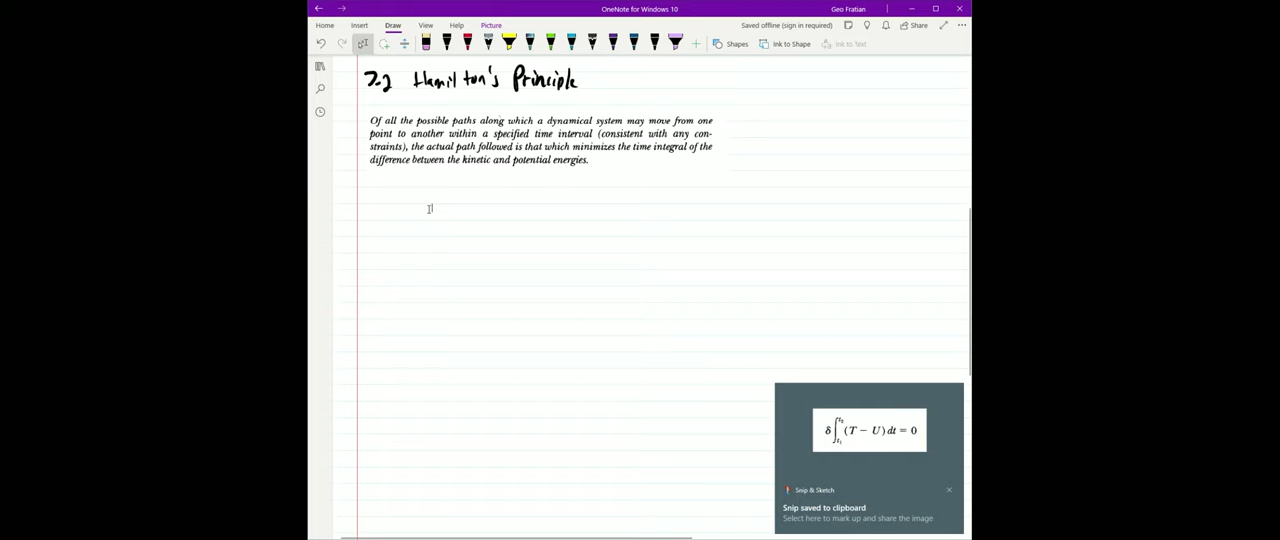 OneNote for Windows 10
Geo Fratian
Home Insert Draw View Help Picture
Saved offline (sign in required)
Share
Shapes
Ink to Shape
Ink to Text
7.2 Hamilton's Principle
Of all the possible paths along which a dynamical system may move from one
point to another within a specified time interval (consistent with any con-
straints), the actual path followed is that which minimizes the time integral of the
difference between the kinetic and potential energies.
δ∫_{t₁}^{t₂} (T − U) dt = 0
Snip & Sketch
Snip saved to clipboard
Select here to mark up and share the image